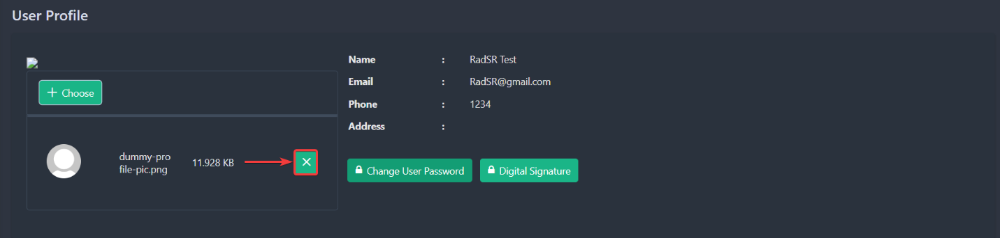 User Profile
Choose
dummy-pro
file-pic.png
11.928 KB
Name : RadSR Test
Email : RadSR@gmail.com
Phone : 1234
Address :
Change User Password
Digital Signature